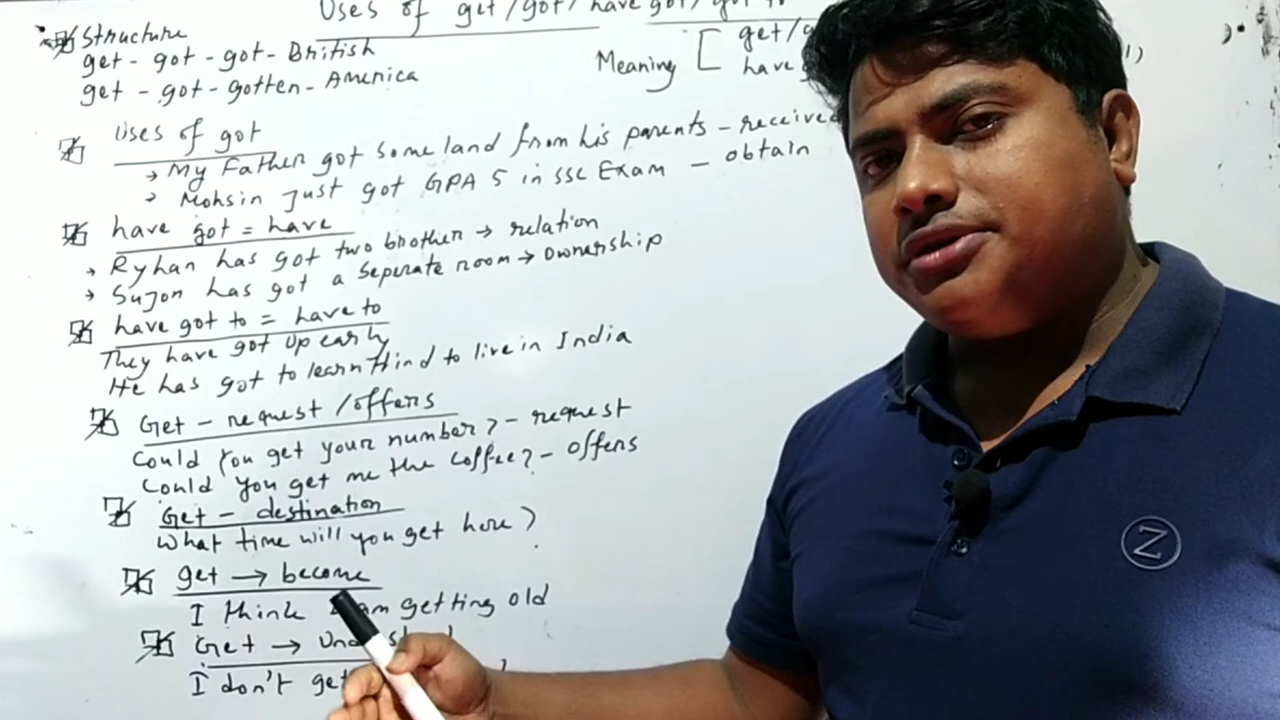 Uses of get/got/have got/got to
Structure
get - got - got - British
get - got - gotten - America
Meaning [ get/
have
Uses of got
→ My Father got some land from his parents - received
→ Mohsin Just got GPA 5 in SSC Exam - obtain
have got = have
→ Ryhan has got two brother → relation
→ Sujon has got a seperate room → ownership
have got to = have to
They have got up early
He has got to learn Hind to live in India
Get - request/offers
Could you get your number? - request
Could you get me the coffee? - offers
Get - destination
What time will you get here?
get → become
I think I am getting old
Get →
I don't get
Z